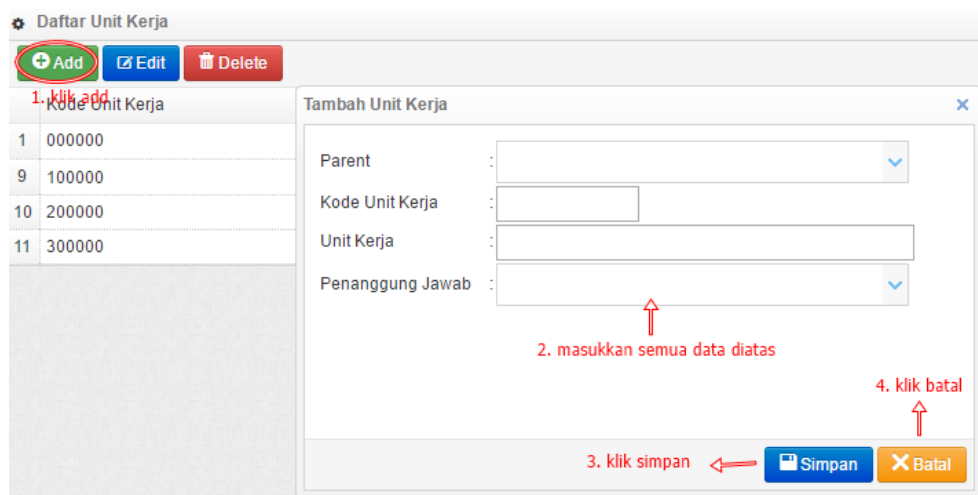 Daftar Unit Kerja
Add Edit Delete
1. klik add
Kode Unit Kerja
1 000000
9 100000
10 200000
11 300000
Tambah Unit Kerja
Parent :
Kode Unit Kerja :
Unit Kerja :
Penanggung Jawab :
2. masukkan semua data diatas
4. klik batal
3. klik simpan
Simpan Batal